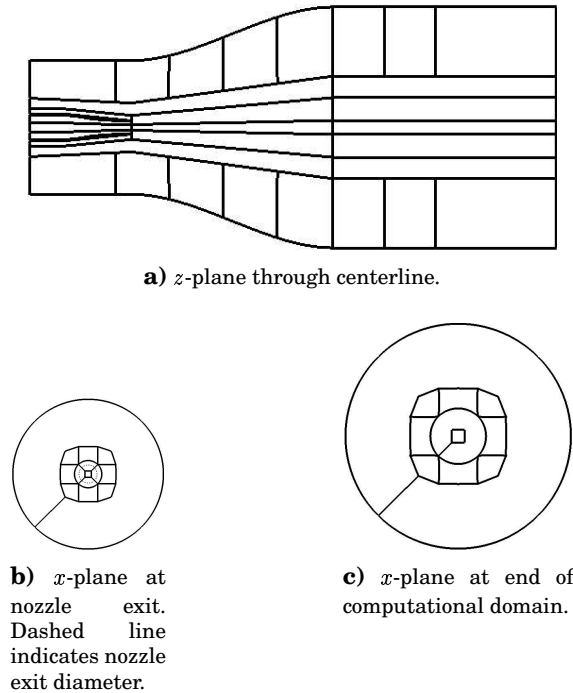 a) z-plane through centerline.
b) x-plane at
nozzle exit.
Dashed line
indicates nozzle
exit diameter.
c) x-plane at end of
computational domain.